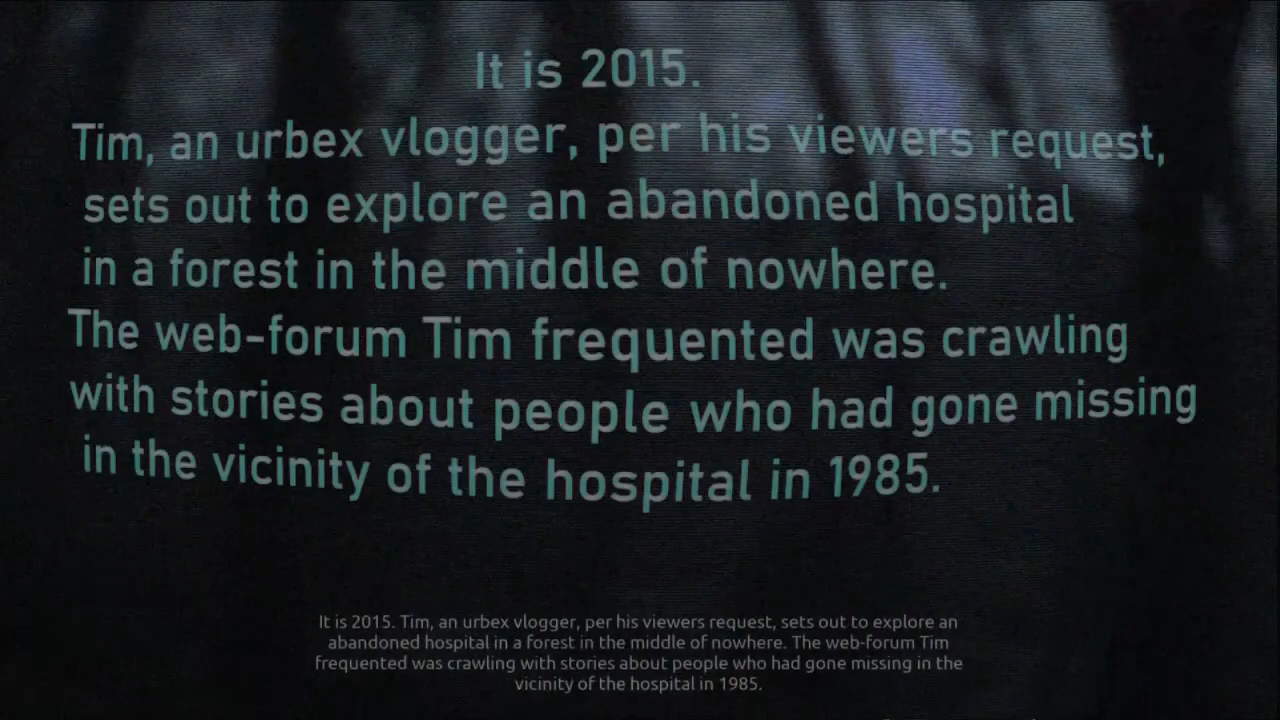 It is 2015.
Tim, an urbex vlogger, per his viewers request,
sets out to explore an abandoned hospital
in a forest in the middle of nowhere.
The web-forum Tim frequented was crawling
with stories about people who had gone missing
in the vicinity of the hospital in 1985.
It is 2015. Tim, an urbex vlogger, per his viewers request, sets out to explore an
abandoned hospital in a forest in the middle of nowhere. The web-forum Tim
frequented was crawling with stories about people who had gone missing in the
vicinity of the hospital in 1985.